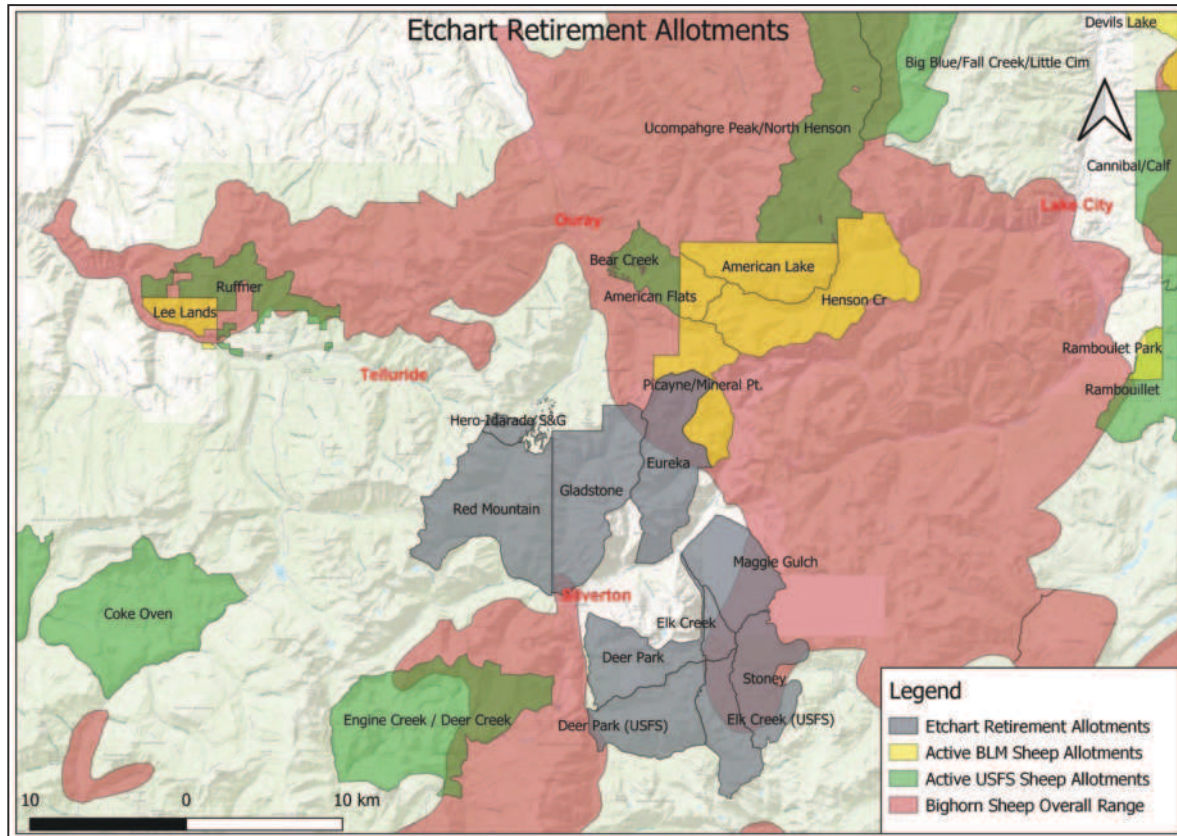 Etchart Retirement Allotments
Devils Lake
Big Blue/Fall Creek/Little Cim
Ucompahgre Peak/North Henson
Cannibal/Calf
Lake City
Ouray
Bear Creek
American Lake
Ruffner
American Flats
Henson Cr
Lee Lands
Ramboulet Park
Telluride
Picayne/Mineral Pt.
Rambouillet
Hero-Idarado S&G
Eureka
Gladstone
Red Mountain
Maggie Gulch
Silverton
Coke Oven
Elk Creek
Deer Park
Stoney
Engine Creek / Deer Creek
Deer Park (USFS)
Elk Creek (USFS)
Legend
Etchart Retirement Allotments
Active BLM Sheep Allotments
Active USFS Sheep Allotments
Bighorn Sheep Overall Range
10 0 10 km